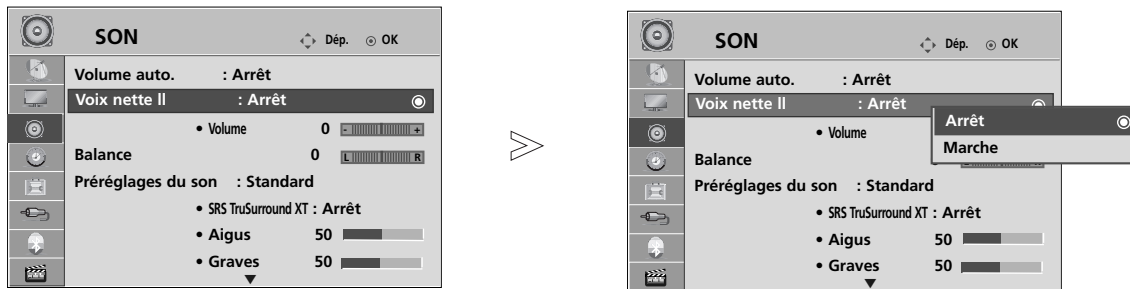 SON Dép. OK
Volume auto. : Arrêt
Voix nette ll : Arrêt
• Volume 0 - +
Balance 0 L R
Préréglages du son : Standard
• SRS TruSurround XT : Arrêt
• Aigus 50
• Graves 50
SON Dép. OK
Volume auto. : Arrêt
Voix nette ll : Arrêt
Arrêt
• Volume
Marche
Balance
Préréglages du son : Standard
• SRS TruSurround XT : Arrêt
• Aigus 50
• Graves 50